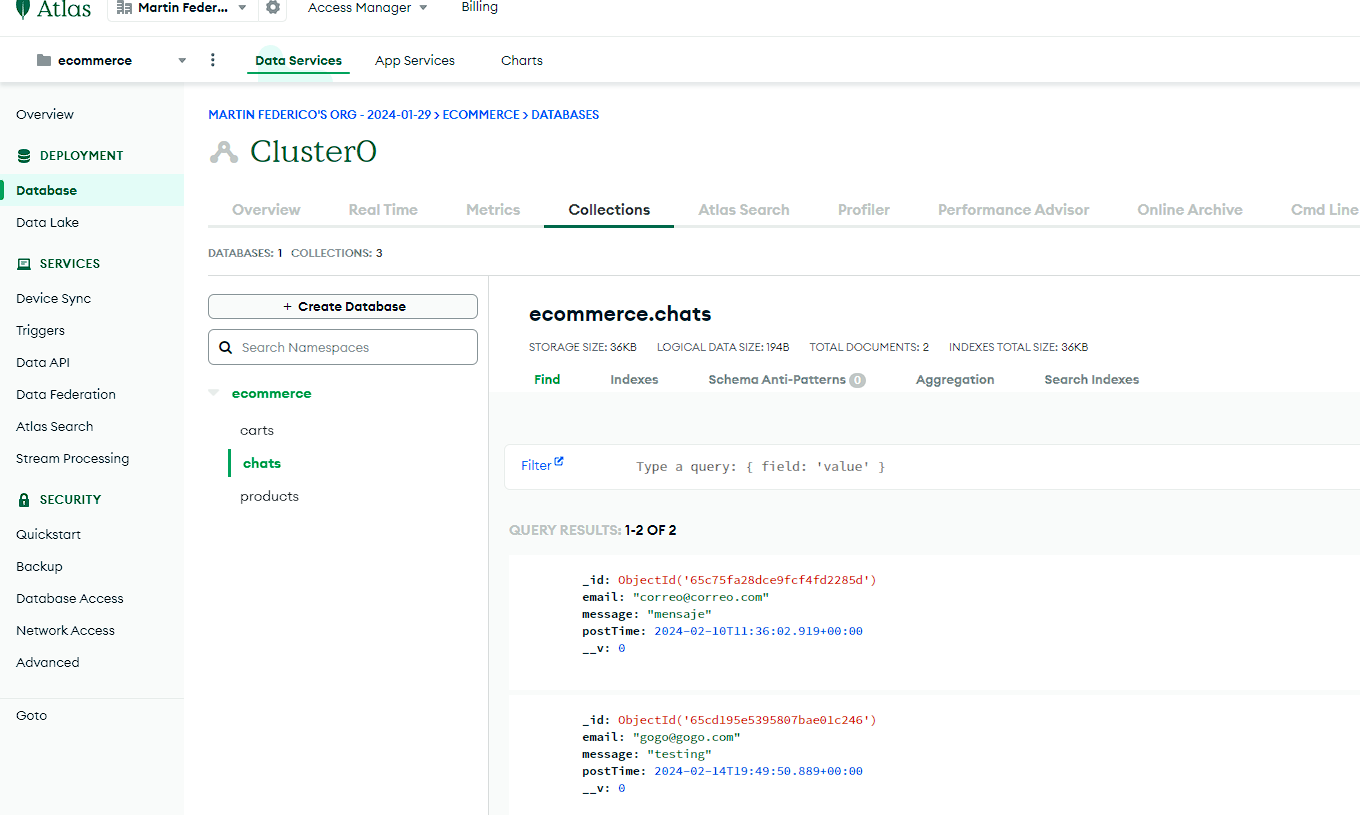 Atlas
Martin Feder...
Access Manager
Billing
ecommerce
Data Services
App Services
Charts
Overview
DEPLOYMENT
Database
Data Lake
SERVICES
Device Sync
Triggers
Data API
Data Federation
Atlas Search
Stream Processing
SECURITY
Quickstart
Backup
Database Access
Network Access
Advanced
Goto
MARTIN FEDERICO'S ORG - 2024-01-29 > ECOMMERCE > DATABASES
Cluster0
Overview
Real Time
Metrics
Collections
Atlas Search
Profiler
Performance Advisor
Online Archive
Cmd Line
DATABASES: 1 COLLECTIONS: 3
+ Create Database
Search Namespaces
ecommerce
carts
chats
products
ecommerce.chats
STORAGE SIZE: 36KB LOGICAL DATA SIZE: 194B TOTAL DOCUMENTS: 2 INDEXES TOTAL SIZE: 36KB
Find
Indexes
Schema Anti-Patterns 0
Aggregation
Search Indexes
Filter
Type a query: { field: 'value' }
QUERY RESULTS: 1-2 OF 2
_id: ObjectId('65c75fa28dce9fcf4fd2285d')
email: "correo@correo.com"
message: "mensaje"
postTime: 2024-02-10T11:36:02.919+00:00
__v: 0
_id: ObjectId('65cd195e5395807bae01c246')
email: "gogo@gogo.com"
message: "testing"
postTime: 2024-02-14T19:49:50.889+00:00
__v: 0